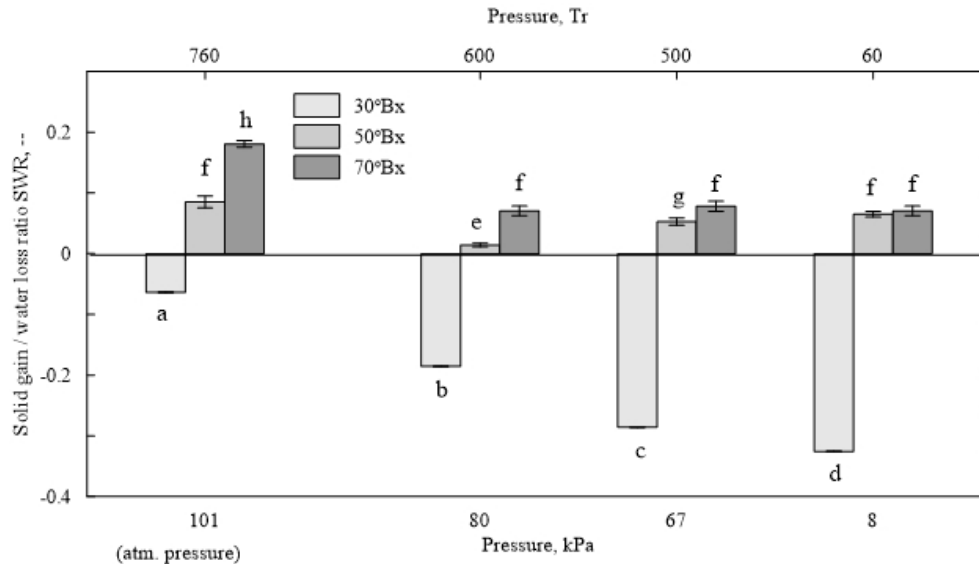 Pressure, Tr
760 600 500 60
30°Bx
50°Bx
70°Bx
Solid gain / water loss ratio SWR, --
0.2
0
-0.2
-0.4
a
f
h
b
e
f
c
g
f
d
f
f
101 80 67 8
(atm. pressure)
Pressure, kPa